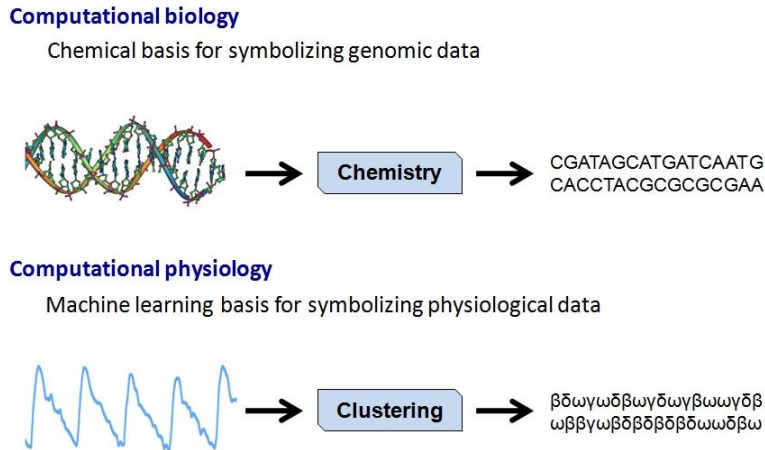 Computational biology
Chemical basis for symbolizing genomic data
Chemistry
CGATAGCATGATCAATG
CACCTACGCGCGCGAA
Computational physiology
Machine learning basis for symbolizing physiological data
Clustering
βδωγωδβωγδωγβωωγδβ
ωββγωβδβδβδβδωωδβω